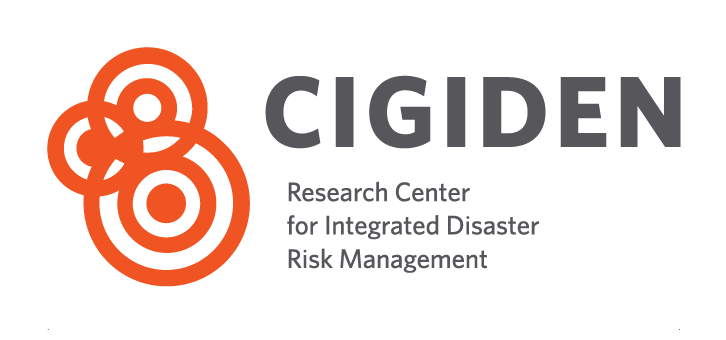 CIGIDEN
Research Center
for Integrated Disaster
Risk Management